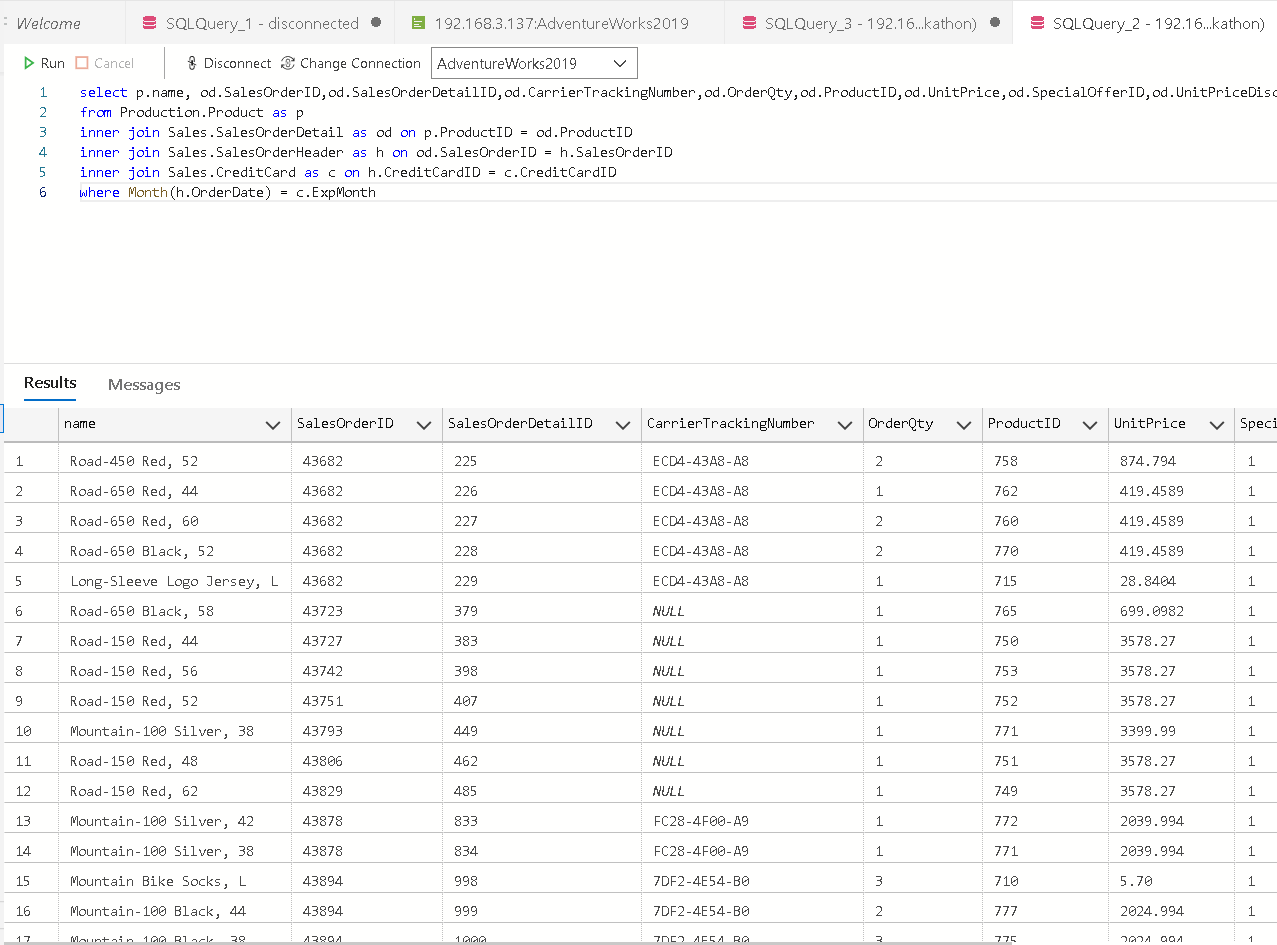 Welcome SQLQuery_1 - disconnected 192.168.3.137:AdventureWorks2019 SQLQuery_3 - 192.16...kathon) SQLQuery_2 - 192.16...kathon)
Run Cancel Disconnect Change Connection AdventureWorks2019
1 select p.name, od.SalesOrderID,od.SalesOrderDetailID,od.CarrierTrackingNumber,od.OrderQty,od.ProductID,od.UnitPrice,od.SpecialOfferID,od.UnitPriceDisc
2 from Production.Product as p
3 inner join Sales.SalesOrderDetail as od on p.ProductID = od.ProductID
4 inner join Sales.SalesOrderHeader as h on od.SalesOrderID = h.SalesOrderID
5 inner join Sales.CreditCard as c on h.CreditCardID = c.CreditCardID
6 where Month(h.OrderDate) = c.ExpMonth
Results Messages
name SalesOrderID SalesOrderDetailID CarrierTrackingNumber OrderQty ProductID UnitPrice Speci
1 Road-450 Red, 52 43682 225 ECD4-43A8-A8 2 758 874.794 1
2 Road-650 Red, 44 43682 226 ECD4-43A8-A8 1 762 419.4589 1
3 Road-650 Red, 60 43682 227 ECD4-43A8-A8 2 760 419.4589 1
4 Road-650 Black, 52 43682 228 ECD4-43A8-A8 2 770 419.4589 1
5 Long-Sleeve Logo Jersey, L 43682 229 ECD4-43A8-A8 1 715 28.8404 1
6 Road-650 Black, 58 43723 379 NULL 1 765 699.0982 1
7 Road-150 Red, 44 43727 383 NULL 1 750 3578.27 1
8 Road-150 Red, 56 43742 398 NULL 1 753 3578.27 1
9 Road-150 Red, 52 43751 407 NULL 1 752 3578.27 1
10 Mountain-100 Silver, 38 43793 449 NULL 1 771 3399.99 1
11 Road-150 Red, 48 43806 462 NULL 1 751 3578.27 1
12 Road-150 Red, 62 43829 485 NULL 1 749 3578.27 1
13 Mountain-100 Silver, 42 43878 833 FC28-4F00-A9 1 772 2039.994 1
14 Mountain-100 Silver, 38 43878 834 FC28-4F00-A9 1 771 2039.994 1
15 Mountain Bike Socks, L 43894 998 7DF2-4E54-B0 3 710 5.70 1
16 Mountain-100 Black, 44 43894 999 7DF2-4E54-B0 2 777 2024.994 1
17 Mountain-100 Black, 38 43894 1000 7DF2-4E54-B0 3 775 2024.994 1